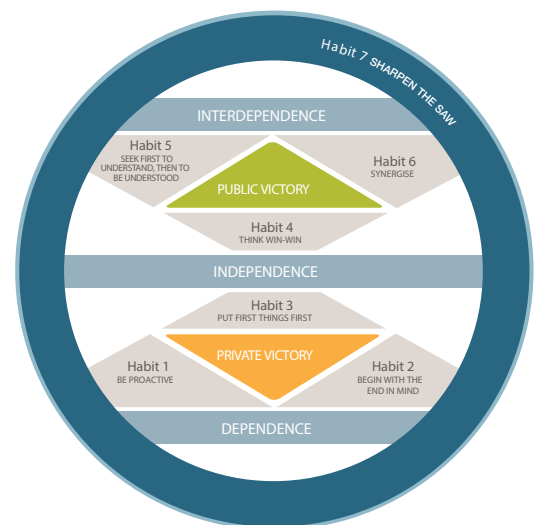 Habit 7 SHARPEN THE SAW
INTERDEPENDENCE
Habit 5
SEEK FIRST TO
UNDERSTAND, THEN TO
BE UNDERSTOOD
Habit 6
SYNERGISE
PUBLIC VICTORY
Habit 4
THINK WIN-WIN
INDEPENDENCE
Habit 3
PUT FIRST THINGS FIRST
PRIVATE VICTORY
Habit 1
BE PROACTIVE
Habit 2
BEGIN WITH THE
END IN MIND
DEPENDENCE